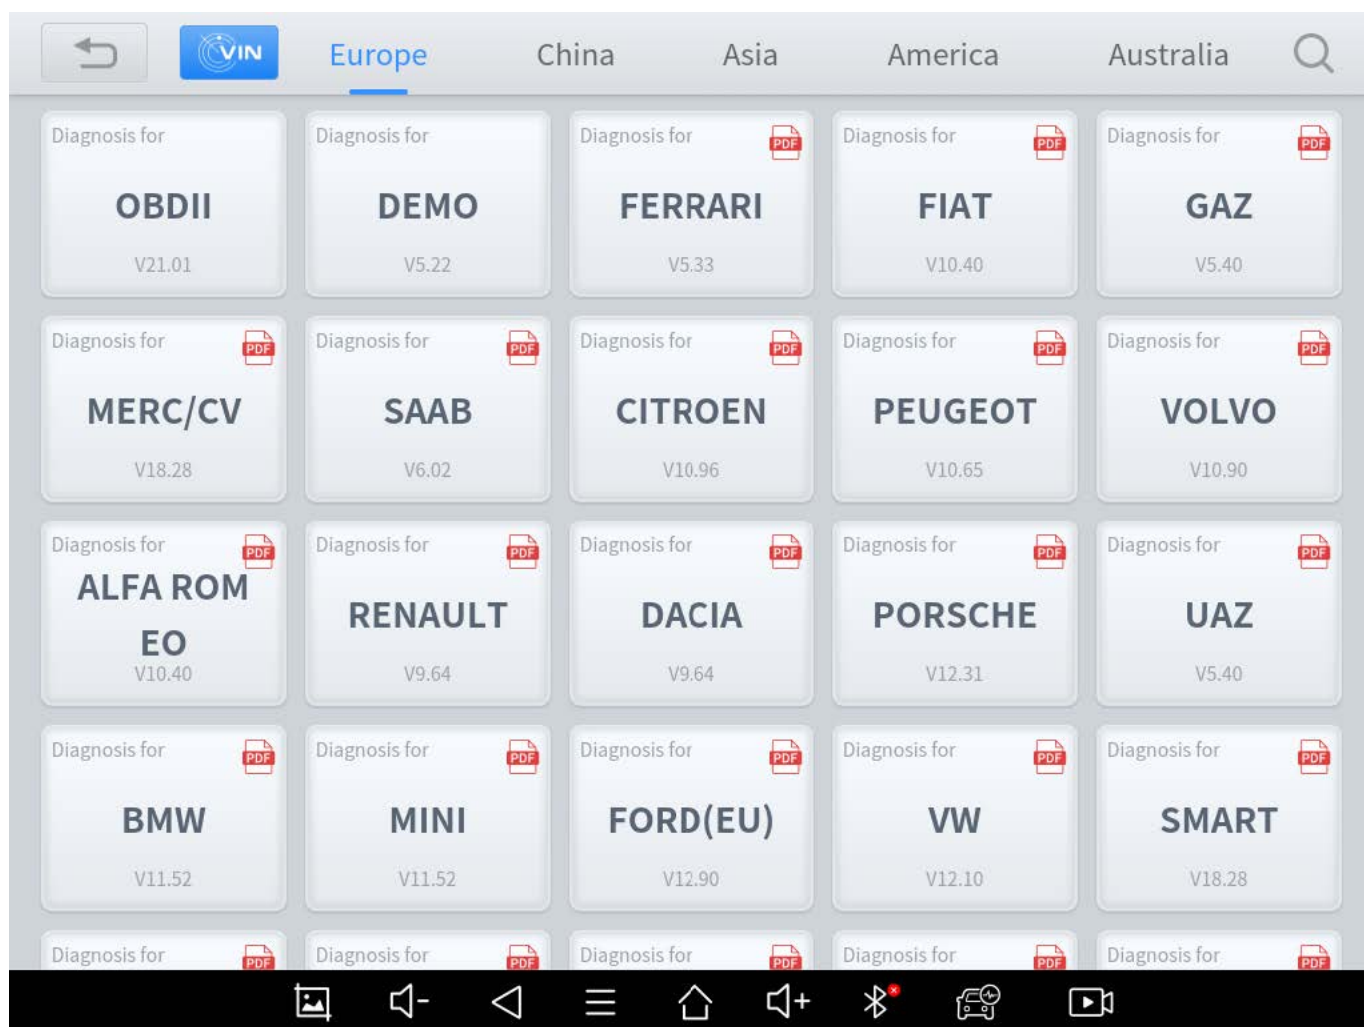 VIN Europe China Asia America Australia
Diagnosis for Diagnosis for Diagnosis for PDF Diagnosis for PDF Diagnosis for PDF
OBDII DEMO FERRARI FIAT GAZ
V21.01 V5.22 V5.33 V10.40 V5.40
Diagnosis for PDF Diagnosis for PDF Diagnosis for PDF Diagnosis for PDF Diagnosis for PDF
MERC/CV SAAB CITROEN PEUGEOT VOLVO
V18.28 V6.02 V10.96 V10.65 V10.90
Diagnosis for PDF Diagnosis for PDF Diagnosis for PDF Diagnosis for PDF Diagnosis for PDF
ALFA ROM
EO RENAULT DACIA PORSCHE UAZ
V10.40 V9.64 V9.64 V12.31 V5.40
Diagnosis for PDF Diagnosis for PDF Diagnosis for PDF Diagnosis for PDF Diagnosis for PDF
BMW MINI FORD(EU) VW SMART
V11.52 V11.52 V12.90 V12.10 V18.28
Diagnosis for PDF Diagnosis for PDF Diagnosis for PDF Diagnosis for PDF Diagnosis for PDF